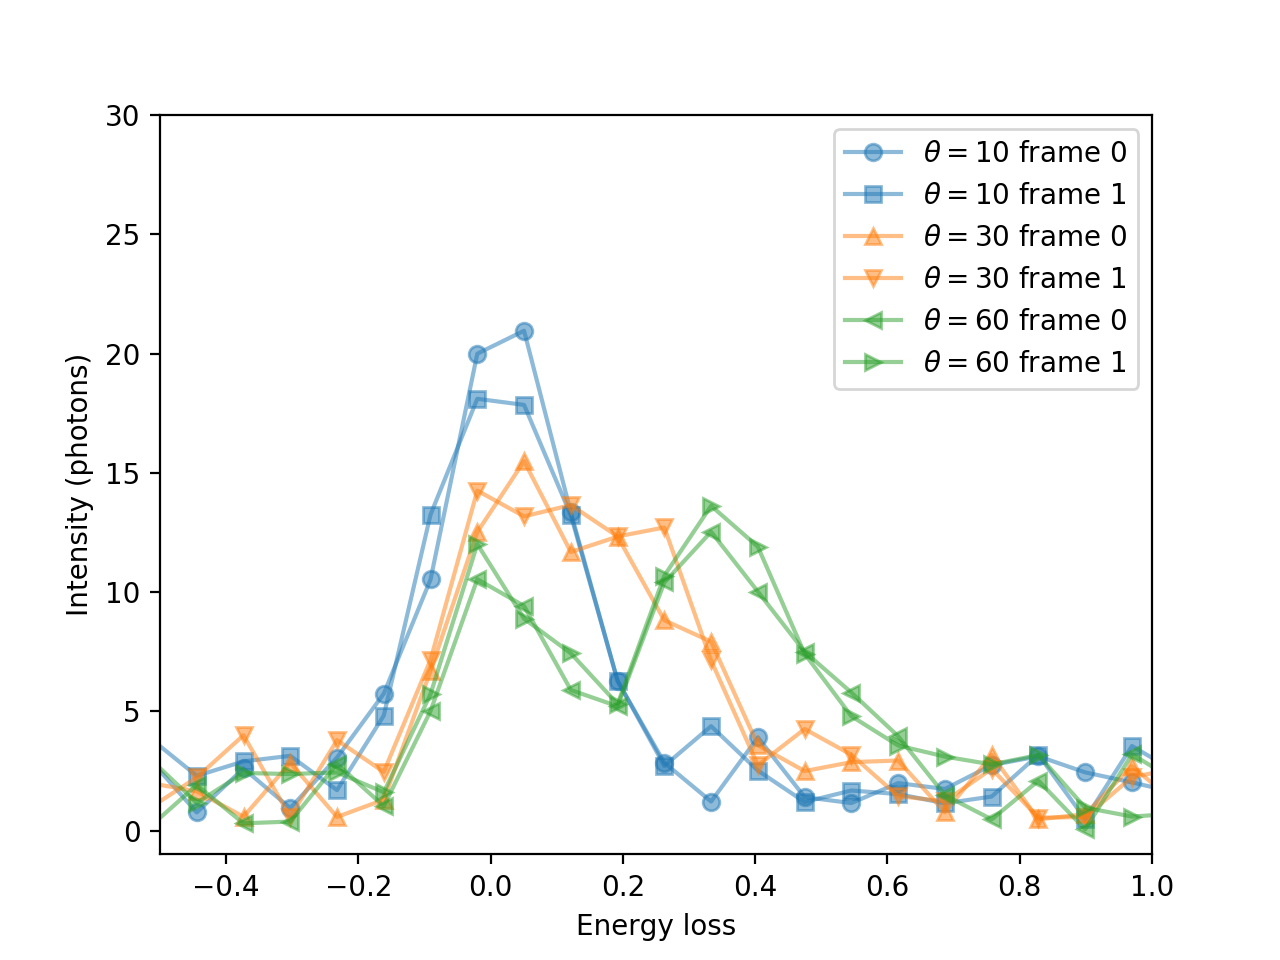 30
25
20
15
10
5
0
Intensity (photons)
−0.4 −0.2 0.0 0.2 0.4 0.6 0.8 1.0
Energy loss
θ = 10 frame 0
θ = 10 frame 1
θ = 30 frame 0
θ = 30 frame 1
θ = 60 frame 0
θ = 60 frame 1